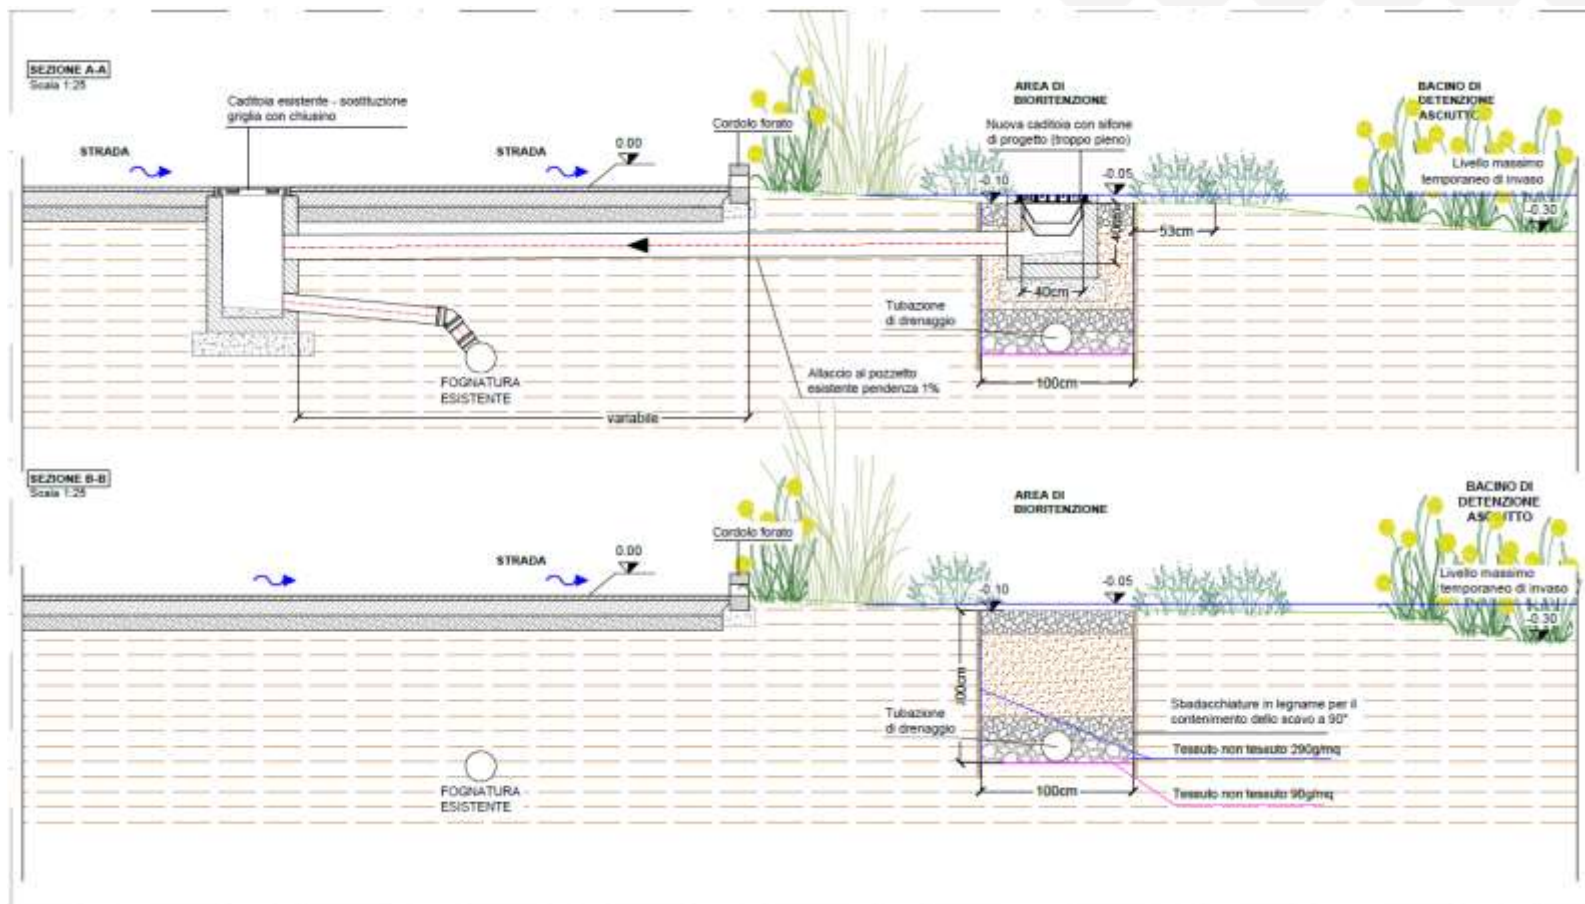 SEZIONE A-A
Scala 1:25
Caditoia esistente - sostituzione
griglia con chiusino
STRADA
STRADA
0.00
Cordolo forato
AREA DI
BIORITENZIONE
Nuova caditoia con sifone
di progetto (troppo pieno)
-0.10
-0.05
BACINO DI
DETENZIONE
ASCIUTTO
Livello massimo
temporaneo di invaso
-0.30
53cm
40cm
40cm
Tubazione
di drenaggio
100cm
Allaccio al pozzetto
esistente pendenza 1%
FOGNATURA
ESISTENTE
variabile
SEZIONE B-B
Scala 1:25
STRADA
0.00
Cordolo forato
AREA DI
BIORITENZIONE
-0.10
-0.05
BACINO DI
DETENZIONE
ASCIUTTO
Livello massimo
temporaneo di invaso
-0.30
100cm
Tubazione
di drenaggio
100cm
Sbadacchiature in legname per il
contenimento dello scavo a 90°
Tessuto non tessuto 290g/mq
Tessuto non tessuto 90g/mq
FOGNATURA
ESISTENTE